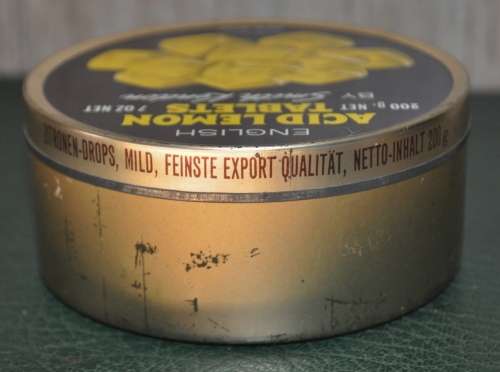 ENGLISH
ACID LEMON
TABLETS
200 g. NET 7 OZ NET
BY Smith Kendon
ZITRONEN-DROPS, MILD, FEINSTE EXPORT QUALITÄT, NETTO-INHALT 200 g